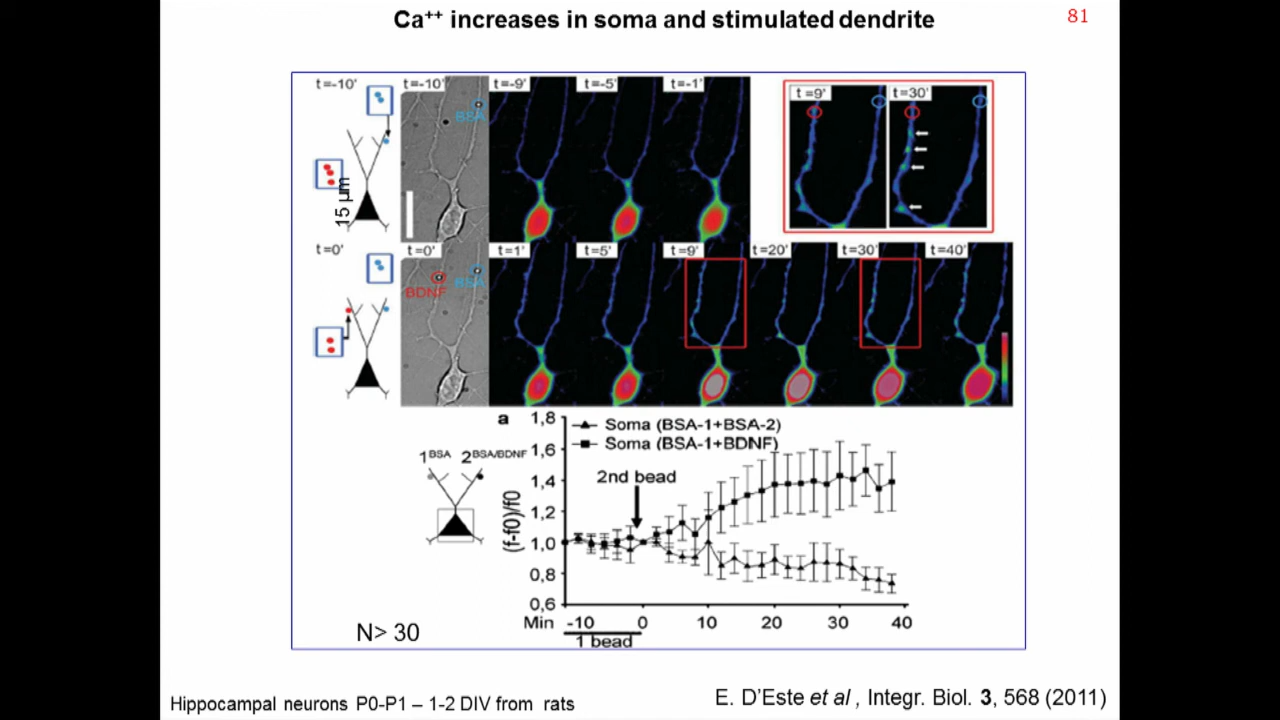 Ca++ increases in soma and stimulated dendrite
81
t=-10'
t=-10'
t=-9'
t=-5'
t=-1'
t=9'
t=30'
BSA
15 µm
t=0'
t=0'
t=1'
t=5'
t=9'
t=20'
t=30'
t=40'
BDNF
BSA
a
1,8
1,6
1,4
1,2
1,0
0,8
0,6
(f-f0)/f0
Soma (BSA-1+BSA-2)
Soma (BSA-1+BDNF)
2nd bead
1BSA
2BSA/BDNF
Min
-10
0
10
20
30
40
1 bead
N> 30
Hippocampal neurons P0-P1 – 1-2 DIV from rats
E. D'Este et al , Integr. Biol. 3, 568 (2011)